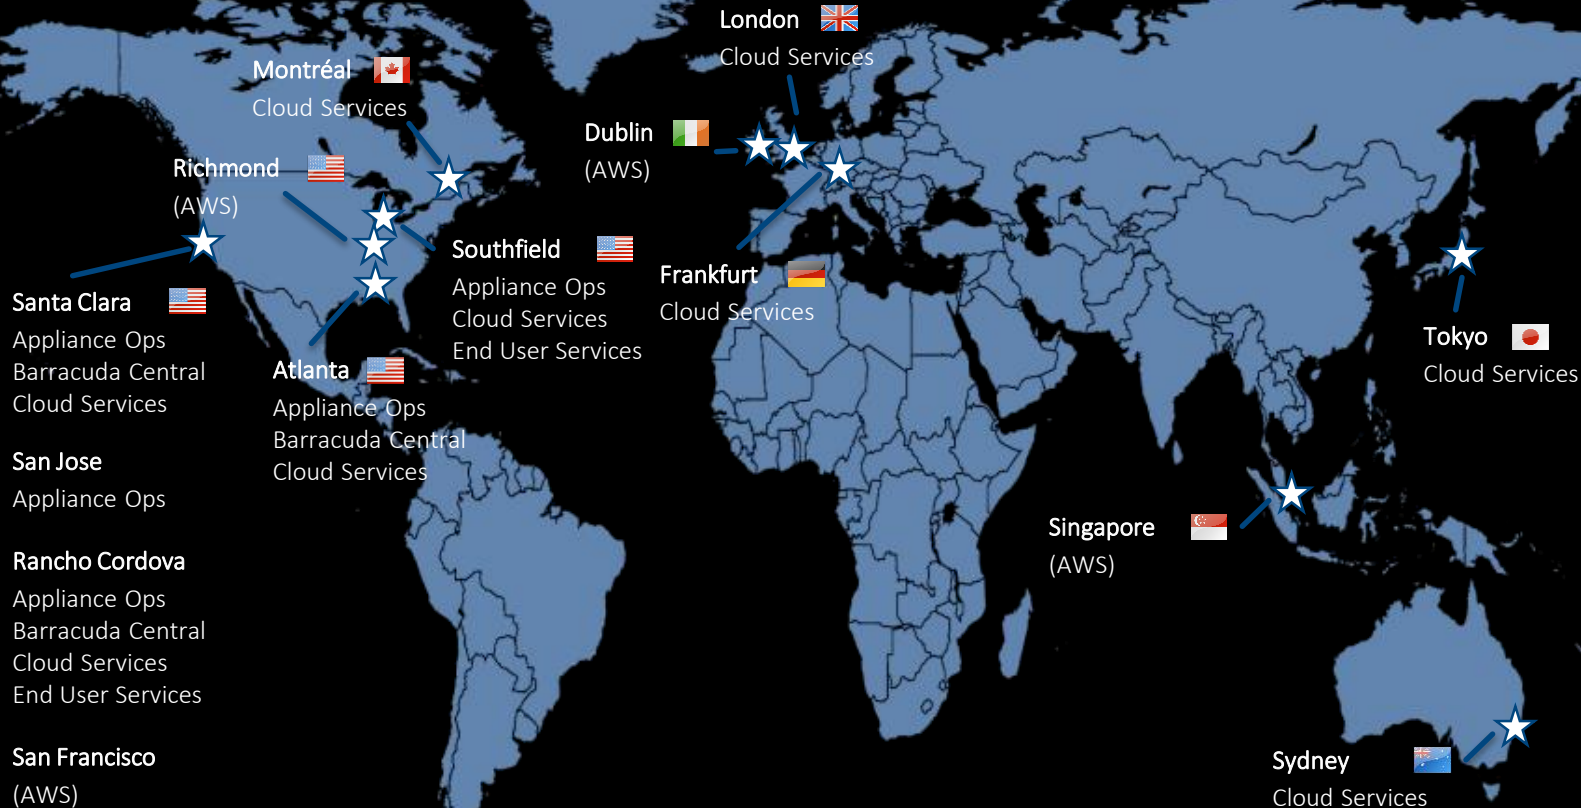 London
Cloud Services
Montréal
Cloud Services
Dublin
(AWS)
Richmond
(AWS)
Southfield
Appliance Ops
Cloud Services
End User Services
Frankfurt
Cloud Services
Santa Clara
Appliance Ops
Barracuda Central
Cloud Services
Atlanta
Appliance Ops
Barracuda Central
Cloud Services
Tokyo
Cloud Services
San Jose
Appliance Ops
Singapore
(AWS)
Rancho Cordova
Appliance Ops
Barracuda Central
Cloud Services
End User Services
San Francisco
(AWS)
Sydney
Cloud Services